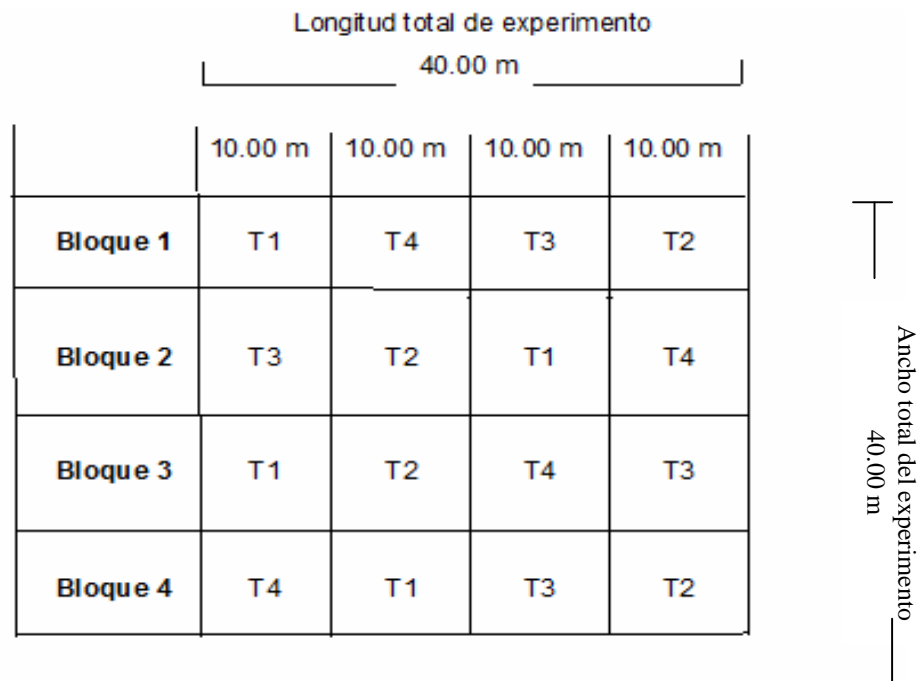 Longitud total de experimento
40.00 m
10.00 m 10.00 m 10.00 m 10.00 m
Bloque 1 T1 T4 T3 T2
Bloque 2 T3 T2 T1 T4
Bloque 3 T1 T2 T4 T3
Bloque 4 T4 T1 T3 T2
Ancho total del experimento
40.00 m